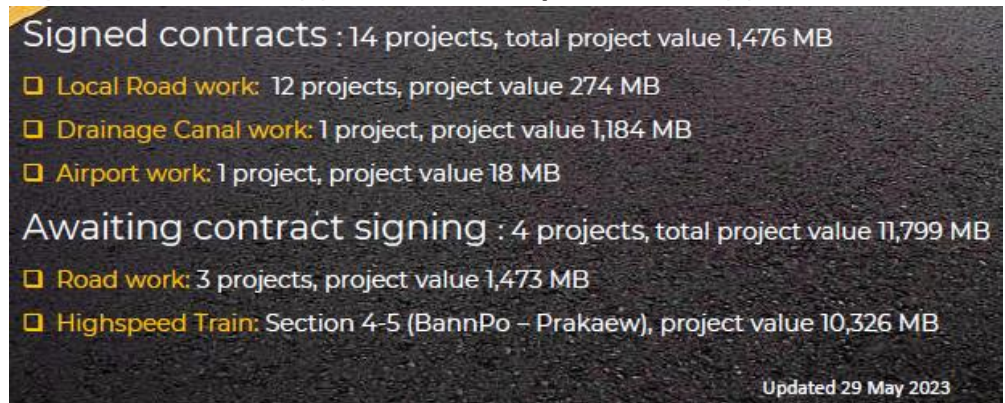 Signed contracts : 14 projects, total project value 1,476 MB
Local Road work: 12 projects, project value 274 MB
Drainage Canal work: 1 project, project value 1,184 MB
Airport work: 1 project, project value 18 MB
Awaiting contract signing : 4 projects, total project value 11,799 MB
Road work: 3 projects, project value 1,473 MB
Highspeed Train: Section 4-5 (BannPo – Prakaew), project value 10,326 MB
Updated 29 May 2023